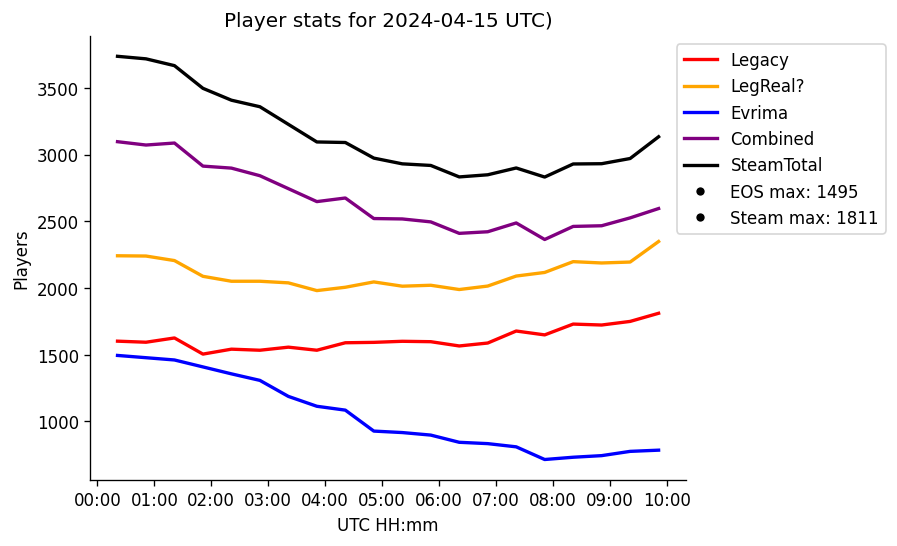 Player stats for 2024-04-15 UTC)
Players
3500
3000
2500
2000
1500
1000
00:00 01:00 02:00 03:00 04:00 05:00 06:00 07:00 08:00 09:00 10:00
UTC HH:mm
Legacy
LegReal?
Evrima
Combined
SteamTotal
EOS max: 1495
Steam max: 1811